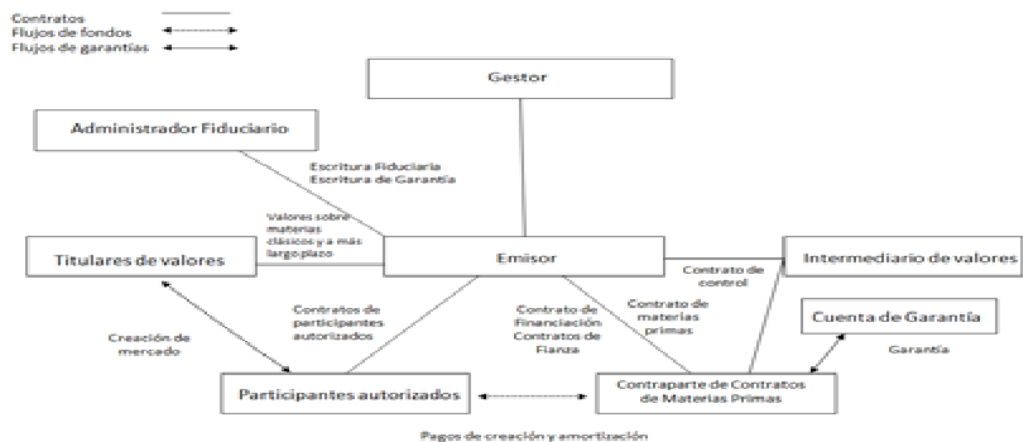 Contratos
Flujos de fondos
Flujos de garantías
Gestor
Administrador Fiduciario
Escritura Fiduciaria
Escritura de Garantía
Valores sobre
materias
clásicos y a más
largo plazo
Titulares de valores
Emisor
Intermediario de valores
Contrato de
control
Contratos de
participantes
autorizados
Contrato de
Financiación
Contratos de
Fianza
Contrato de
materias
primas
Cuenta de Garantía
Creación de
mercado
Garantía
Participantes autorizados
Contraparte de Contratos
de Materias Primas
Pagos de creación y amortización